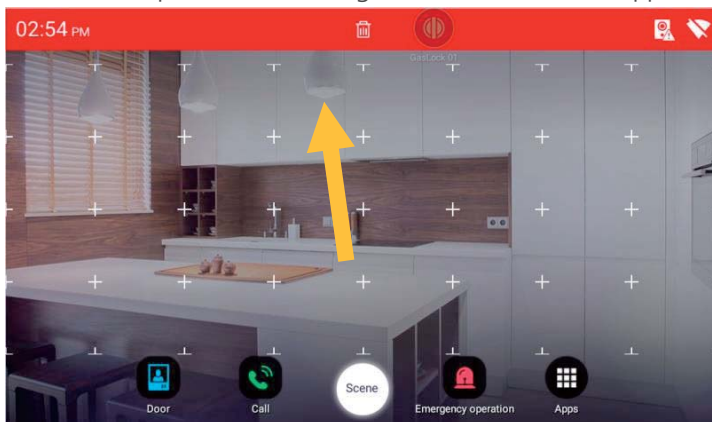 02:54 PM
GasLock 01
Door
Call
Scene
Emergency operation
Apps